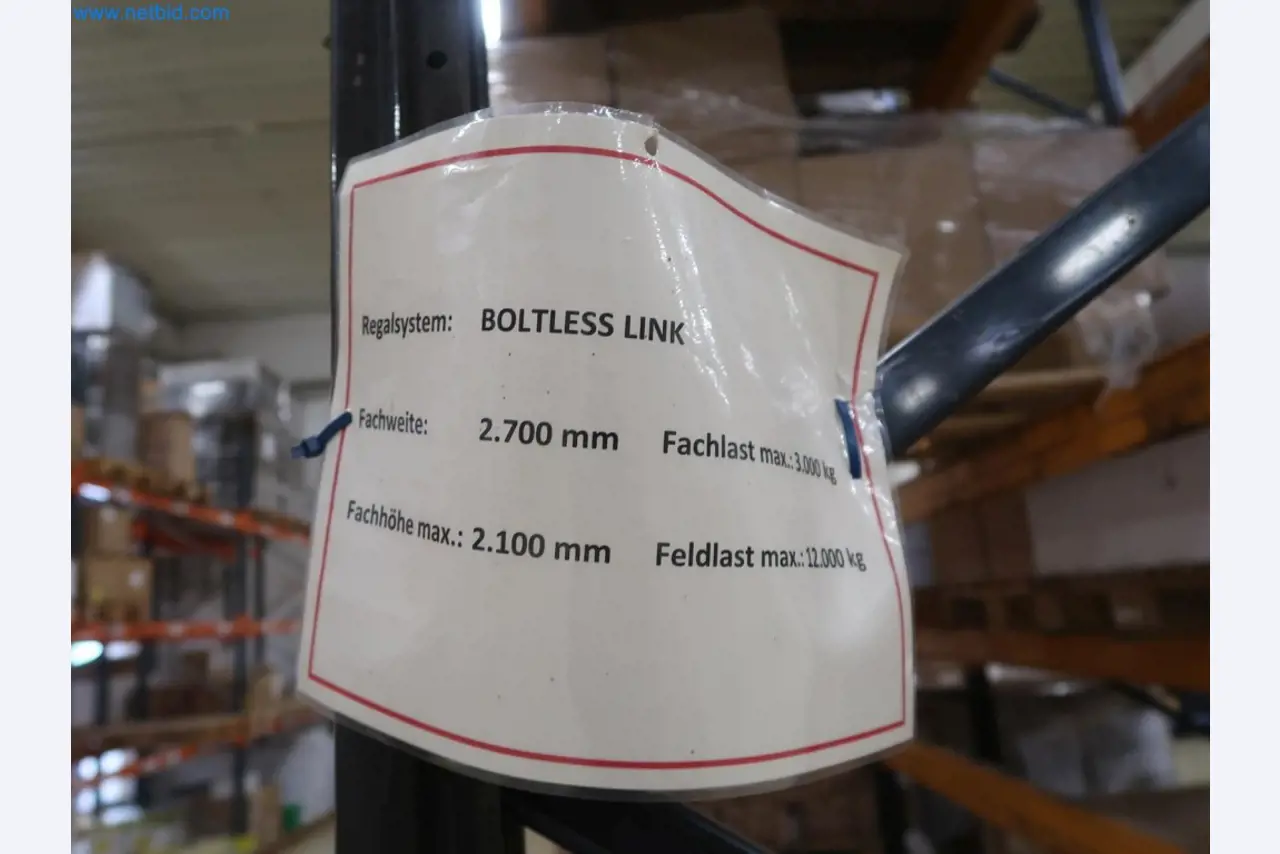 www.netbid.com
Regalsystem: BOLTLESS LINK
Fachweite: 2.700 mm Fachlast max.: 3.000 kg
Fachhöhe max.: 2.100 mm Feldlast max.: 12.000 kg